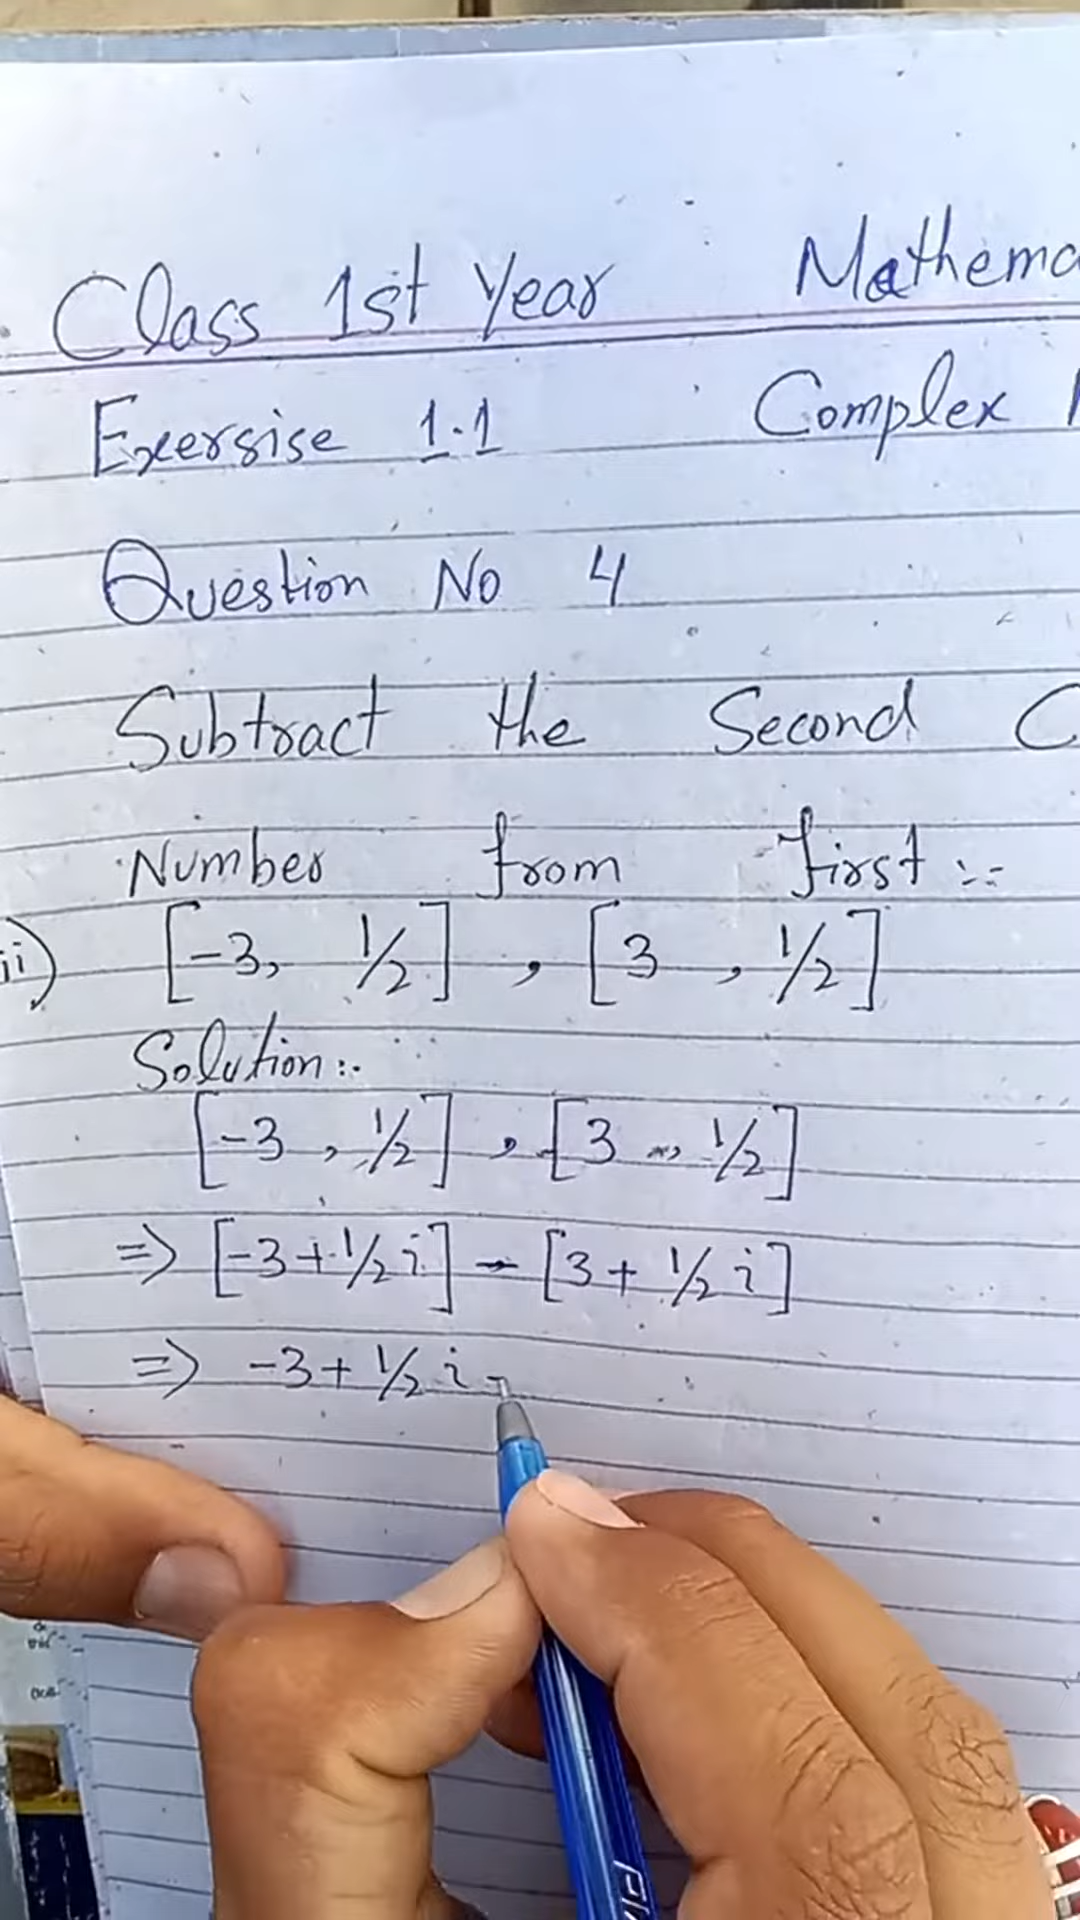 Class 1st Year Mathema
Exersise 1.1 Complex
Question No 4
Subtract the Second C
Number from first :-
ii) [-3, 1/2] , [3 , 1/2]
Solution:.
[-3 , 1/2] , [3 , 1/2]
=> [-3+1/2 i] - [3+ 1/2 i]
=> -3+ 1/2 i -